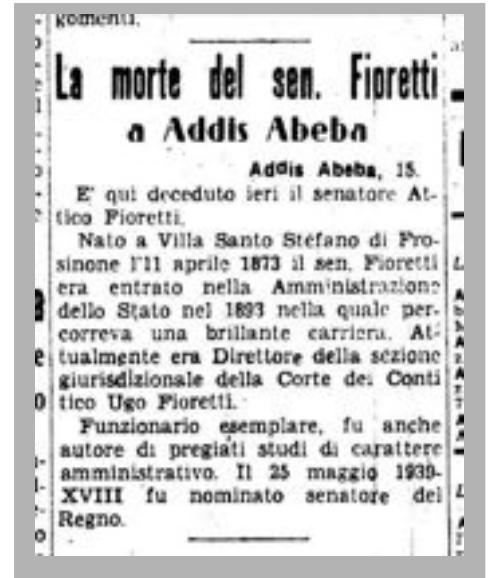 gomenti.
La morte del sen. Fioretti
a Addis Abeba
Addis Abeba, 15.
E' qui deceduto ieri il senatore At-
tico Fioretti.
Nato a Villa Santo Stefano di Fro-
sinone l'11 aprile 1873 il sen. Fioretti
era entrato nella Amministrazione
dello Stato nel 1893 nella quale per-
correva una brillante carriera. At-
tualmente era Direttore della sezione
giurisdizionale della Corte dei Conti
tico Ugo Fioretti.
Funzionario esemplare, fu anche
autore di pregiati studi di carattere
amministrativo. Il 25 maggio 1939-
XVIII fu nominato senatore del
Regno.